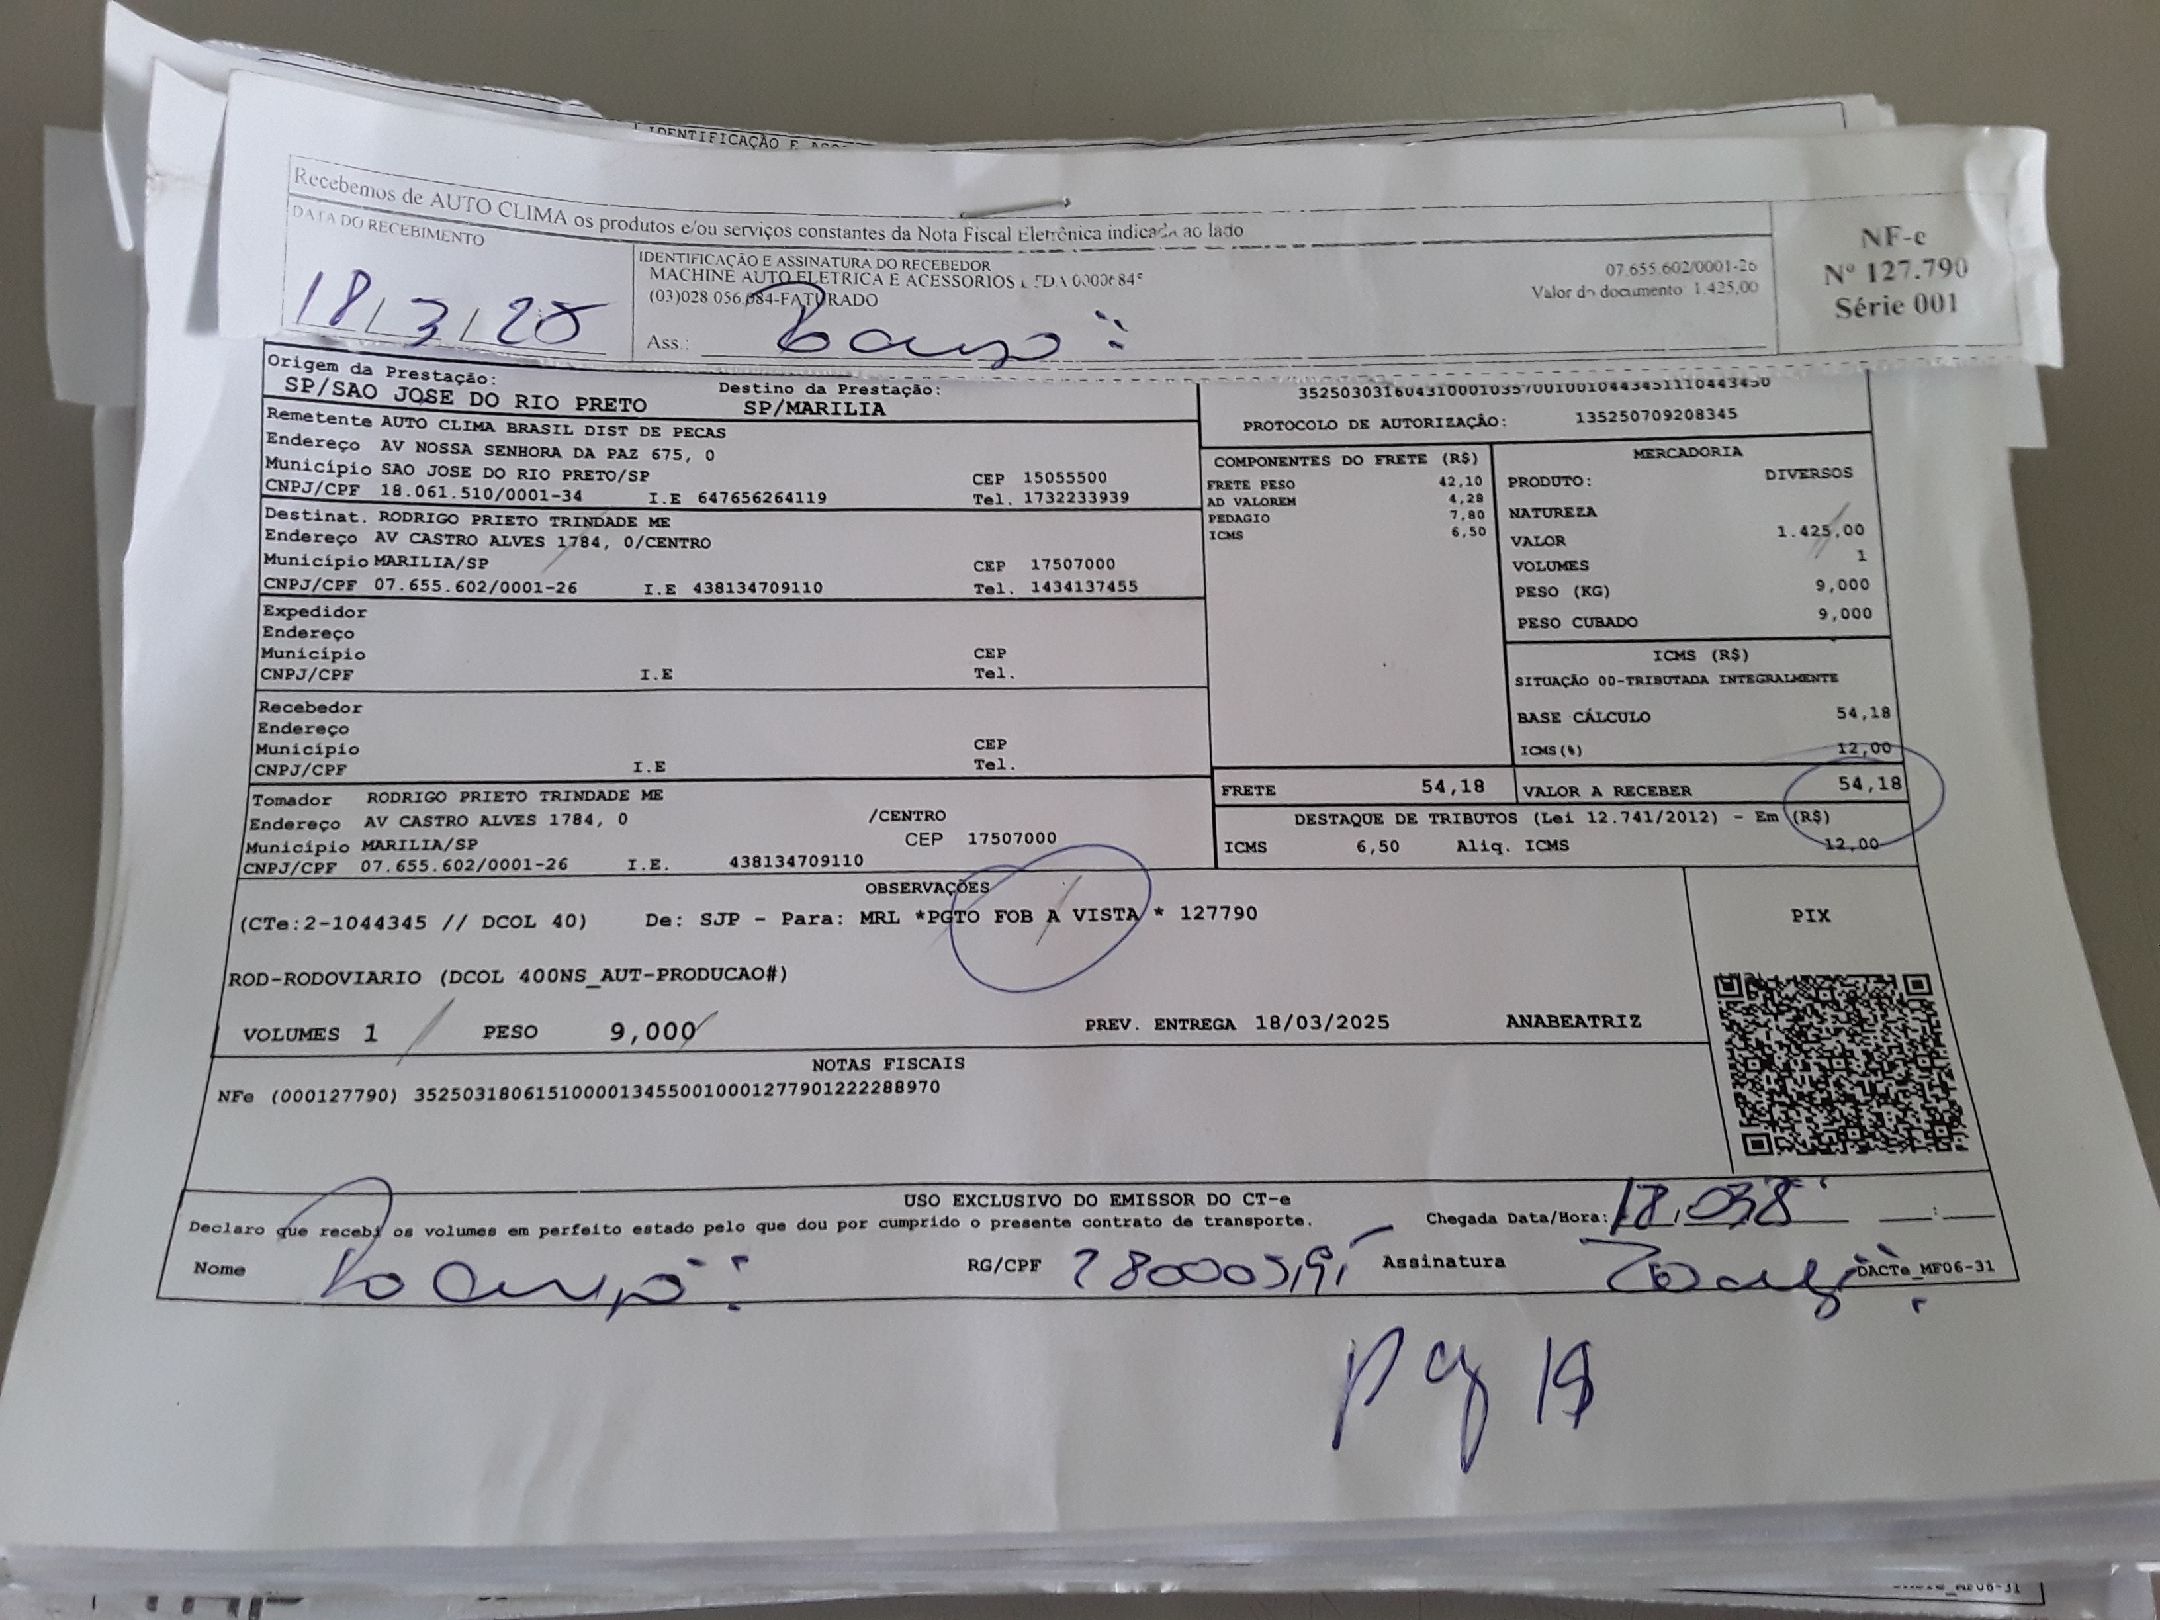 IDENTIFICAÇÃO E
Recebemos de AUTO CLIMA os produtos e/ou serviços constantes da Nota Fiscal Eletrônica indicada ao lado
DATA DO RECEBIMENTO
18/3/25
IDENTIFICAÇÃO E ASSINATURA DO RECEBEDOR
MACHINE AUTO ELETRICA E ACESSORIOS LTDA
(03)028 056,084-FATURADO
Ass.:
07.655.602/0001-26
Valor do documento 1.425,00
NF-e
Nº 127.790
Série 001
Origem da Prestação:
SP/SAO JOSE DO RIO PRETO
Destino da Prestação:
SP/MARILIA
PROTOCOLO DE AUTORIZAÇÃO: 135250709208345
Remetente AUTO CLIMA BRASIL DIST DE PECAS
Endereço AV NOSSA SENHORA DA PAZ 675, 0
Município SAO JOSE DO RIO PRETO/SP CEP 15055500
CNPJ/CPF 18.061.510/0001-34 I.E 647656264119 Tel. 1732233939
Destinat. RODRIGO PRIETO TRINDADE ME
Endereço AV CASTRO ALVES 1784, 0/CENTRO
Município MARILIA/SP CEP 17507000
CNPJ/CPF 07.655.602/0001-26 I.E 438134709110 Tel. 1434137455
Expedidor
Endereço
Município CEP
CNPJ/CPF I.E Tel.
Recebedor
Endereço
Município CEP
CNPJ/CPF I.E Tel.
Tomador RODRIGO PRIETO TRINDADE ME
Endereço AV CASTRO ALVES 1784, 0 /CENTRO
Município MARILIA/SP CEP 17507000
CNPJ/CPF 07.655.602/0001-26 I.E. 438134709110
COMPONENTES DO FRETE (R$)
FRETE PESO 42,10
AD VALOREM 4,28
PEDAGIO 7,80
ICMS 6,50
MERCADORIA
PRODUTO: DIVERSOS
NATUREZA
VALOR 1.425,00
VOLUMES 1
PESO (KG) 9,000
PESO CUBADO 9,000
ICMS (R$)
SITUAÇÃO 00-TRIBUTADA INTEGRALMENTE
BASE CÁLCULO 54,18
ICMS(%) 12,00
FRETE 54,18
VALOR A RECEBER 54,18
DESTAQUE DE TRIBUTOS (Lei 12.741/2012) - Em (R$)
ICMS 6,50 Aliq. ICMS 12,00
OBSERVAÇÕES
(CTe:2-1044345 // DCOL 40) De: SJP - Para: MRL *PGTO FOB A VISTA * 127790
ROD-RODOVIARIO (DCOL 400NS_AUT-PRODUCAO#)
VOLUMES 1 PESO 9,000 PREV. ENTREGA 18/03/2025 ANABEATRIZ
PIX
NOTAS FISCAIS
NFe (000127790) 35250318061510000134550010001277901222288970
USO EXCLUSIVO DO EMISSOR DO CT-e
Declaro que recebi os volumes em perfeito estado pelo que dou por cumprido o presente contrato de transporte.
Chegada Data/Hora:
Nome
RG/CPF
Assinatura
DACTe_MF06-31